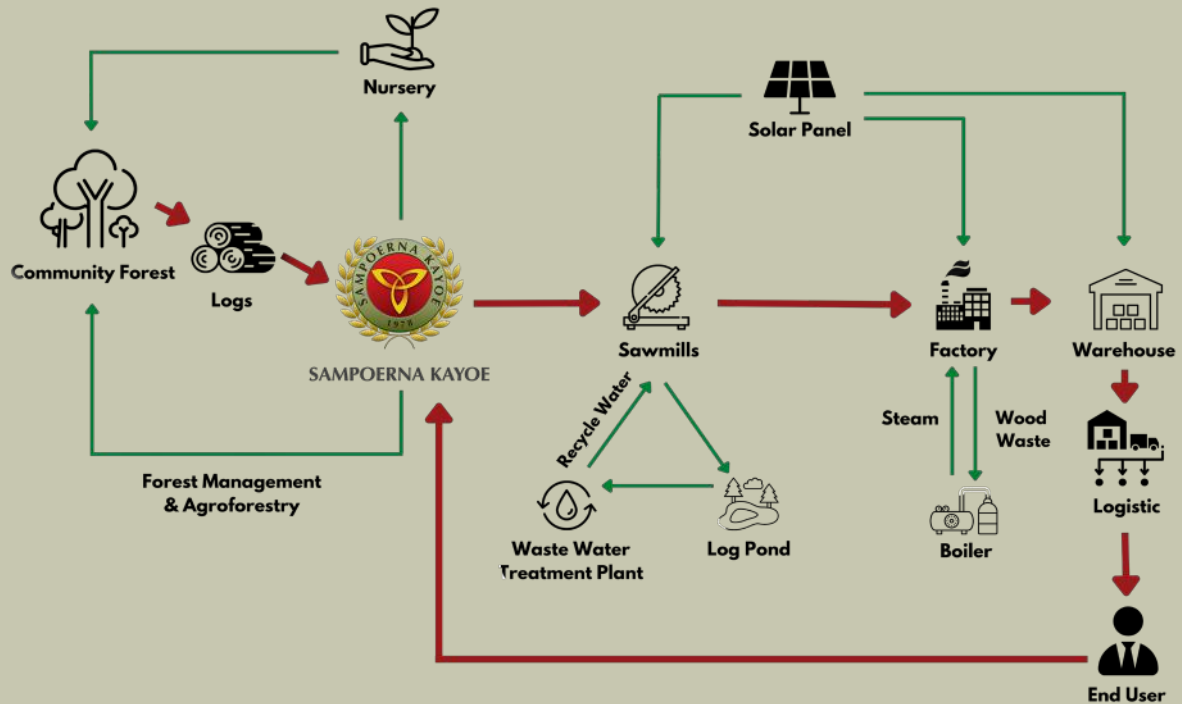 Nursery
Solar Panel
Community Forest
Logs
SAMPOERNA KAYOE
1978
SAMPOERNA KAYOE
Sawmills
Factory
Warehouse
Recycle Water
Steam
Wood
Waste
Forest Management
& Agroforestry
Waste Water
Treatment Plant
Log Pond
Boiler
Logistic
End User